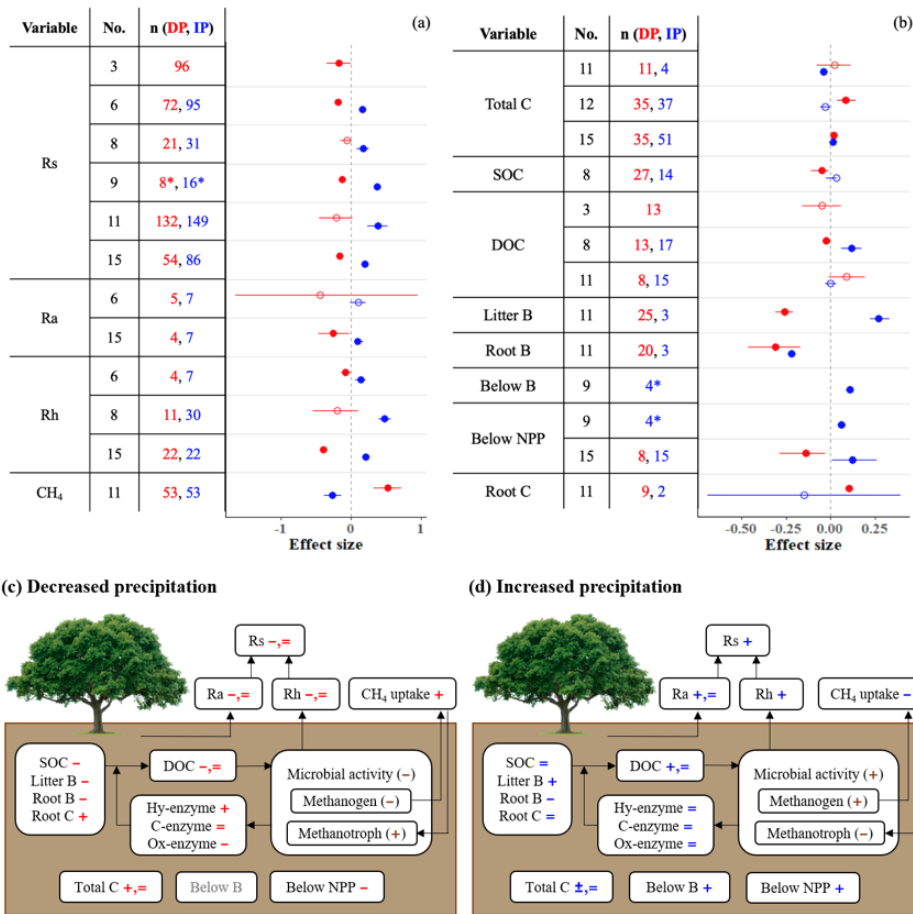 Variable No. n (DP, IP) (a)
Rs
3 96
6 72, 95
8 21, 31
9 8*, 16*
11 132, 149
15 54, 86
Ra
6 5, 7
15 4, 7
Rh
6 4, 7
8 11, 30
15 22, 22
CH₄ 11 53, 53
-1 0 1
Effect size
Variable No. n (DP, IP) (b)
Total C
11 11, 4
12 35, 37
15 35, 51
SOC 8 27, 14
DOC
3 13
8 13, 17
11 8, 15
Litter B 11 25, 3
Root B 11 20, 3
Below B 9 4*
Below NPP
9 4*
15 8, 15
Root C 11 9, 2
-0.50 -0.25 0.00 0.25
Effect size
(c) Decreased precipitation
Rs −,=
Ra −,= Rh −,= CH₄ uptake +
SOC −
Litter B −
Root B −
Root C +
DOC −,=
Hy-enzyme +
C-enzyme =
Ox-enzyme −
Microbial activity (−)
Methanogen (−)
Methanotroph (+)
Total C +,= Below B Below NPP −
(d) Increased precipitation
Rs +
Ra +,= Rh + CH₄ uptake −
SOC =
Litter B +
Root B −
Root C =
DOC +,=
Hy-enzyme =
C-enzyme =
Ox-enzyme =
Microbial activity (+)
Methanogen (+)
Methanotroph (−)
Total C ±,= Below B + Below NPP +